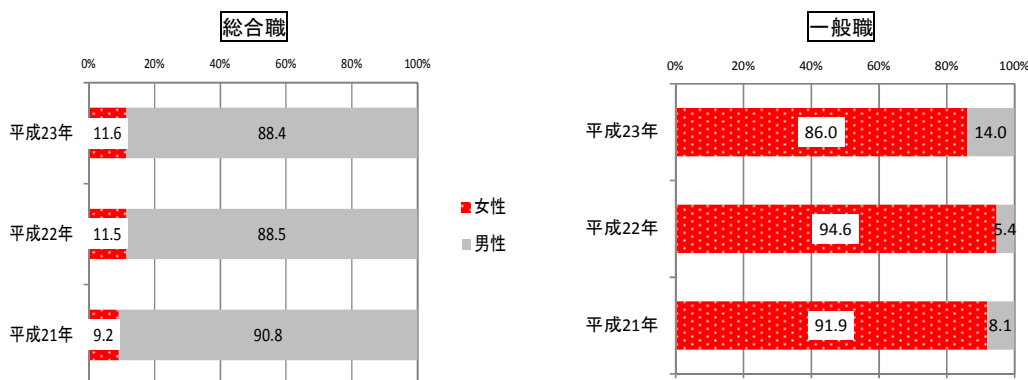 総合職
0% 20% 40% 60% 80% 100%
平成23年 11.6 88.4
平成22年 11.5 88.5
平成21年 9.2 90.8
女性
男性
一般職
0% 20% 40% 60% 80% 100%
平成23年 86.0 14.0
平成22年 94.6 5.4
平成21年 91.9 8.1